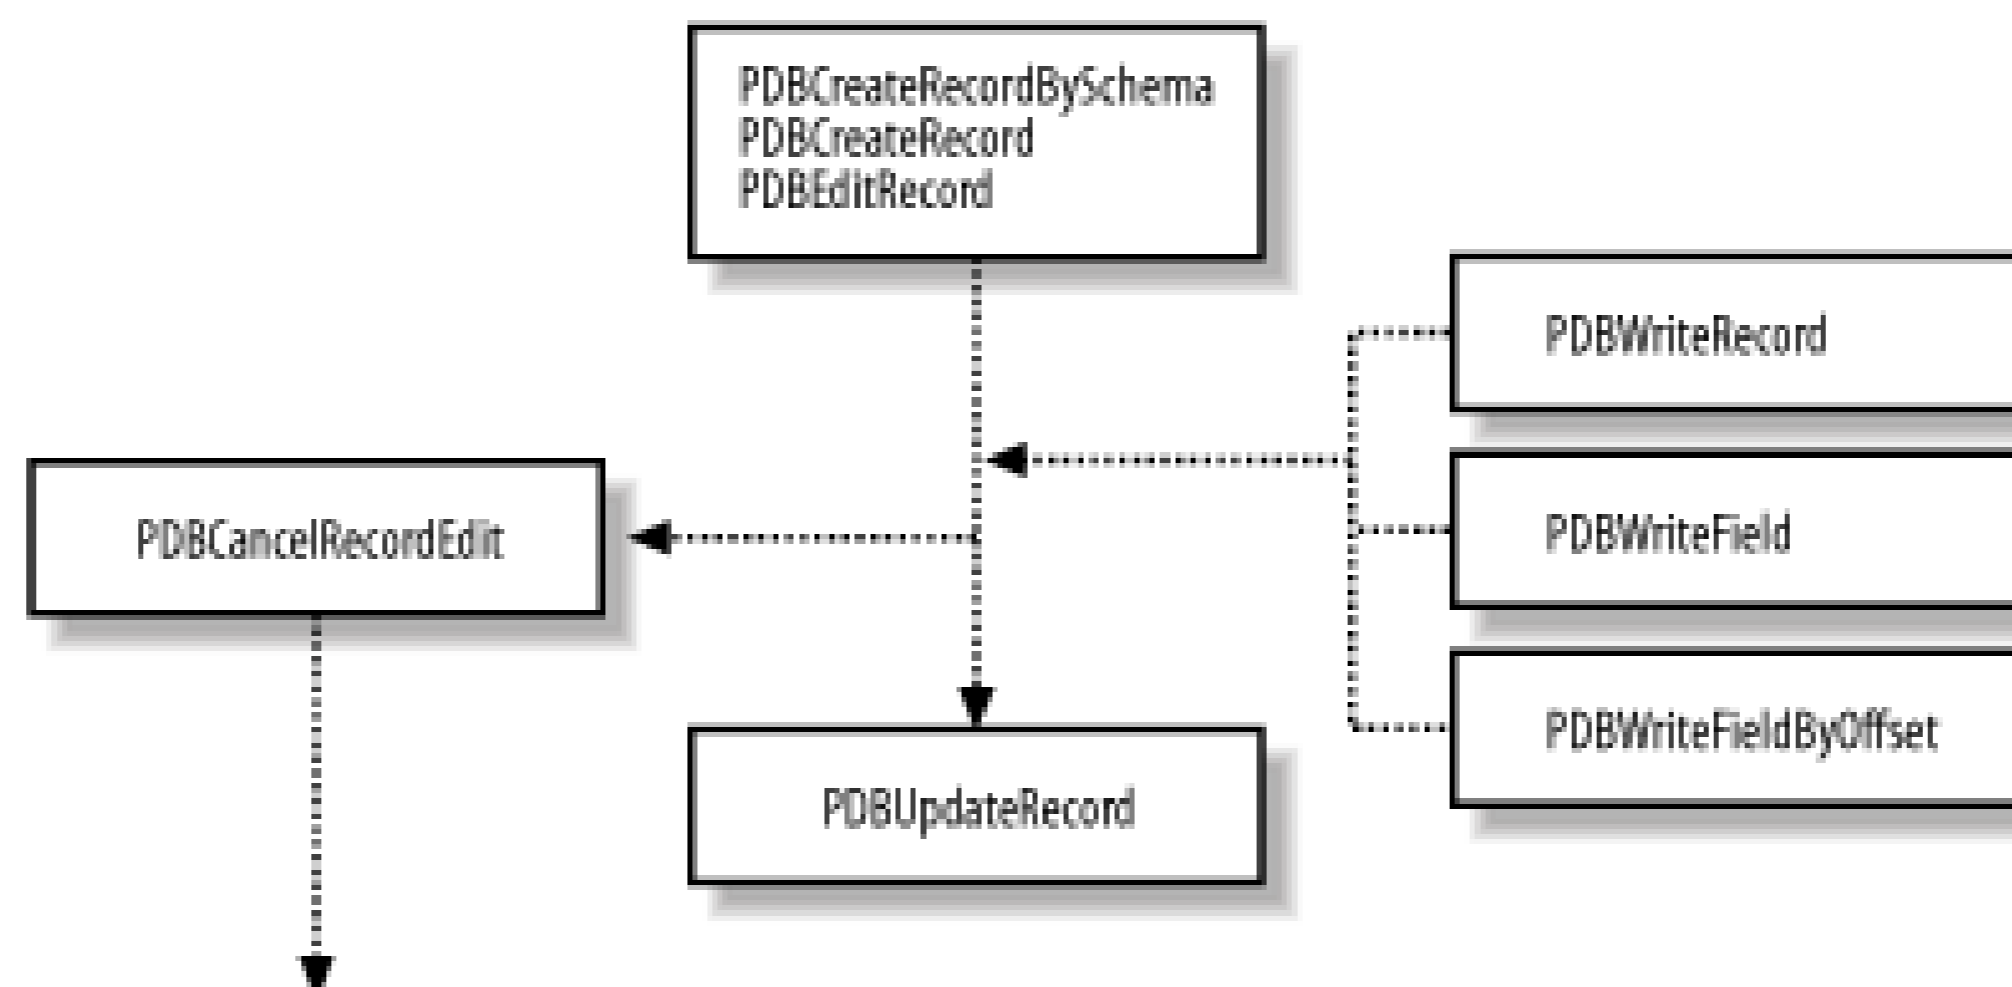 PDBCreateRecordBySchema
PDBCreateRecord
PDBEditRecord
PDBWriteRecord
PDBCancelRecordEdit
PDBWriteField
PDBUpdateRecord
PDBWriteFieldByOffset